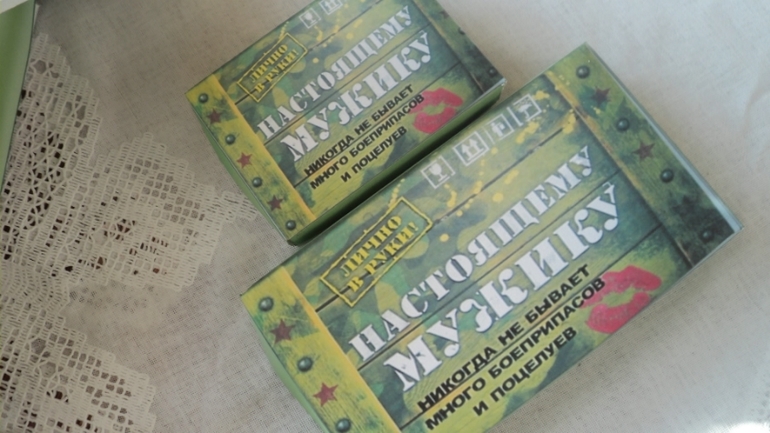 ЛИЧНО
В РУКИ!
НАСТОЯЩЕМУ
МУЖИКУ
НИКОГДА НЕ БЫВАЕТ
МНОГО БОЕПРИПАСОВ
И ПОЦЕЛУЕВ
ЛИЧНО
В РУКИ!
НАСТОЯЩЕМУ
МУЖИКУ
НИКОГДА НЕ БЫВАЕТ
МНОГО БОЕПРИПАСОВ
И ПОЦЕЛУЕВ